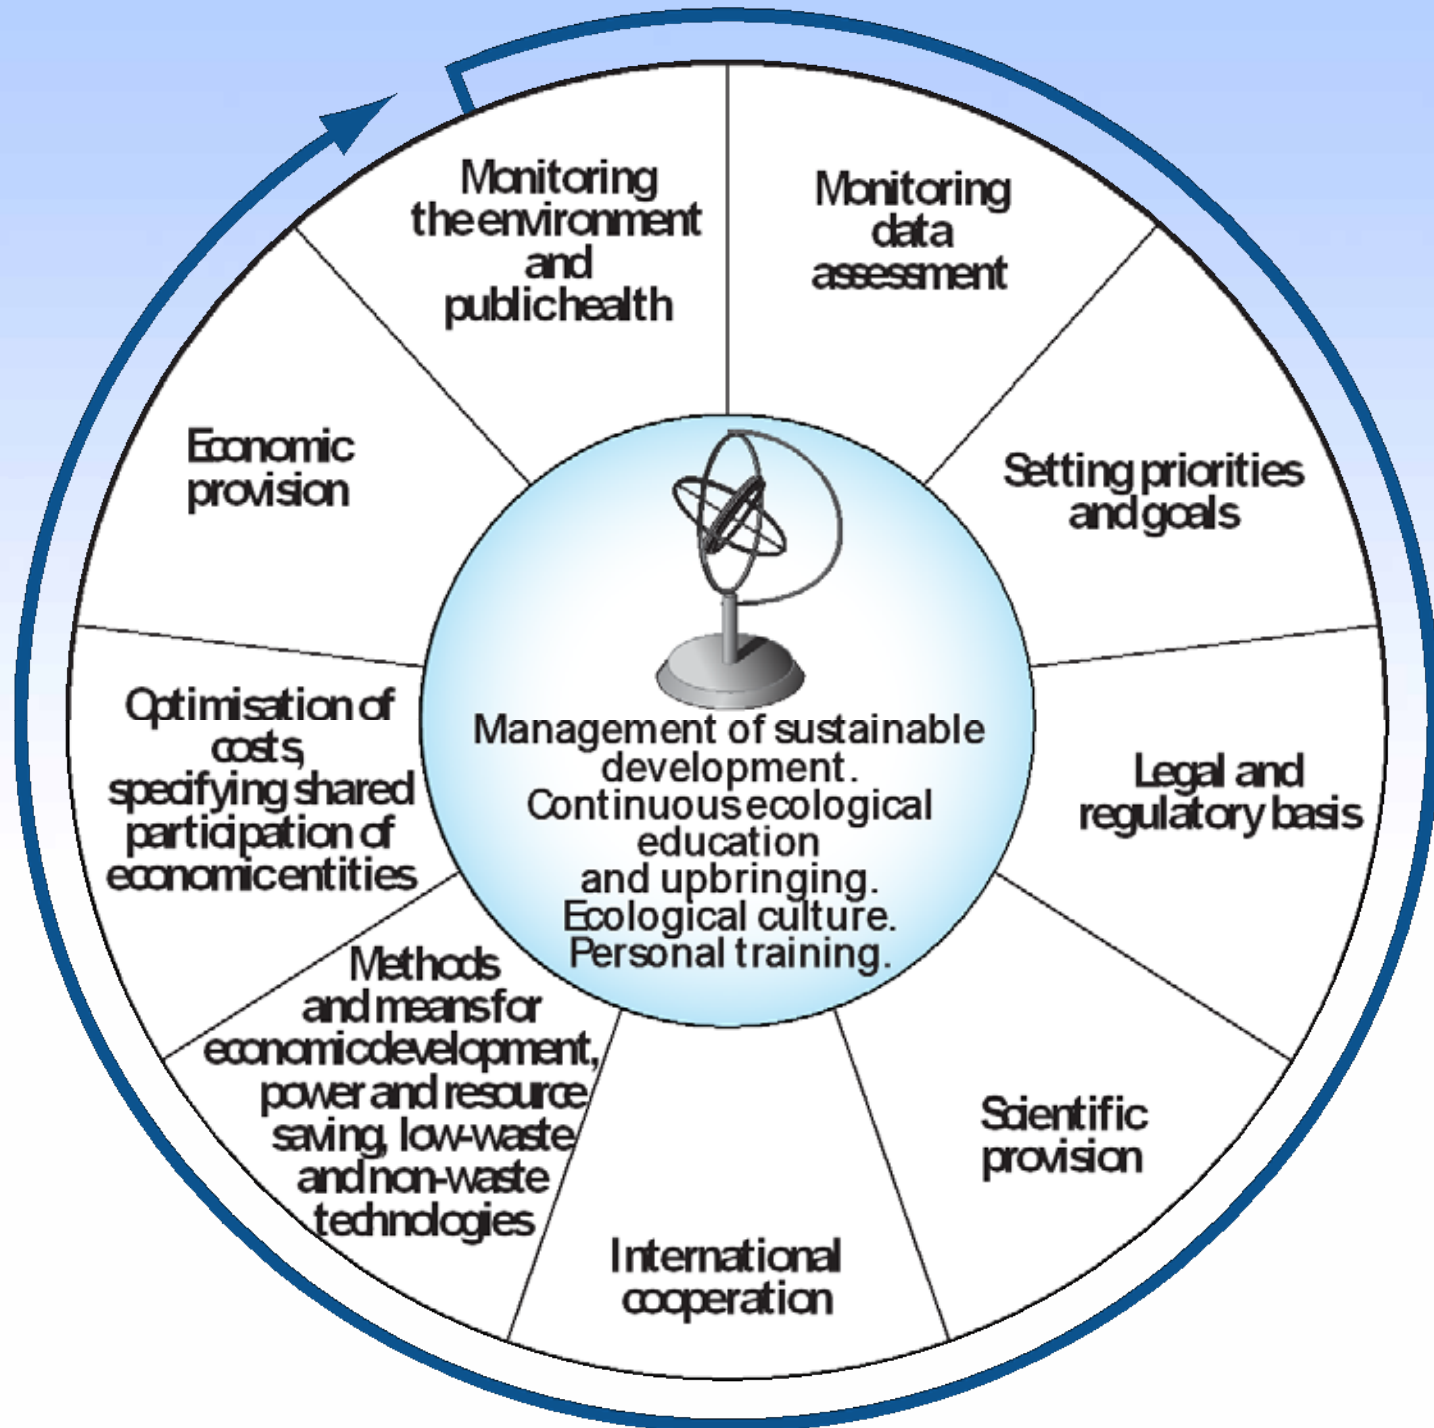 Monitoring
the environment
and
public health
Monitoring
data
assessment
Setting priorities
and goals
Legal and
regulatory basis
Scientific
provision
International
cooperation
Methods
and means for
economic development,
power and resource
saving, low-waste
and non-waste
technologies
Optimisation of
costs,
specifying shared
participation of
economic entities
Economic
provision
Management of sustainable
development.
Continuous ecological
education
and upbringing.
Ecological culture.
Personal training.